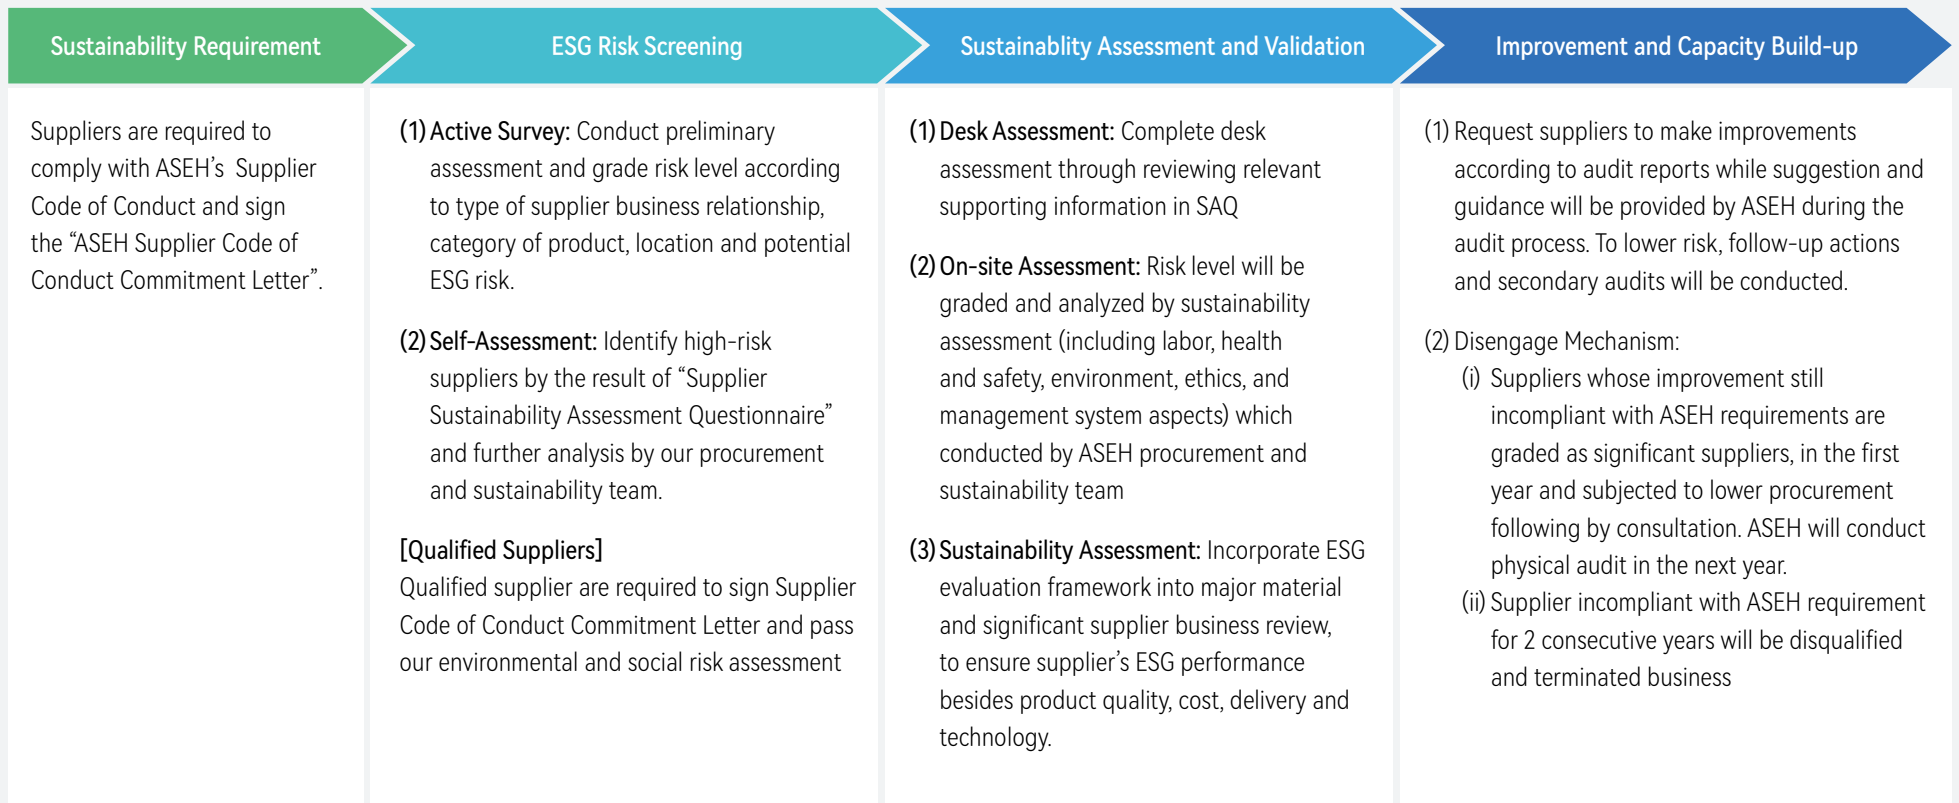 Sustainability Requirement
Suppliers are required to
comply with ASEH’s Supplier
Code of Conduct and sign
the “ASEH Supplier Code of
Conduct Commitment Letter”.
ESG Risk Screening
(1) Active Survey: Conduct preliminary
assessment and grade risk level according
to type of supplier business relationship,
category of product, location and potential
ESG risk.
(2) Self-Assessment: Identify high-risk
suppliers by the result of “Supplier
Sustainability Assessment Questionnaire”
and further analysis by our procurement
and sustainability team.
[Qualified Suppliers]
Qualified supplier are required to sign Supplier
Code of Conduct Commitment Letter and pass
our environmental and social risk assessment
Sustainablity Assessment and Validation
(1) Desk Assessment: Complete desk
assessment through reviewing relevant
supporting information in SAQ
(2) On-site Assessment: Risk level will be
graded and analyzed by sustainability
assessment (including labor, health
and safety, environment, ethics, and
management system aspects) which
conducted by ASEH procurement and
sustainability team
(3) Sustainability Assessment: Incorporate ESG
evaluation framework into major material
and significant supplier business review,
to ensure supplier’s ESG performance
besides product quality, cost, delivery and
technology.
Improvement and Capacity Build-up
(1) Request suppliers to make improvements
according to audit reports while suggestion and
guidance will be provided by ASEH during the
audit process. To lower risk, follow-up actions
and secondary audits will be conducted.
(2) Disengage Mechanism:
(i) Suppliers whose improvement still
incompliant with ASEH requirements are
graded as significant suppliers, in the first
year and subjected to lower procurement
following by consultation. ASEH will conduct
physical audit in the next year.
(ii) Supplier incompliant with ASEH requirement
for 2 consecutive years will be disqualified
and terminated business